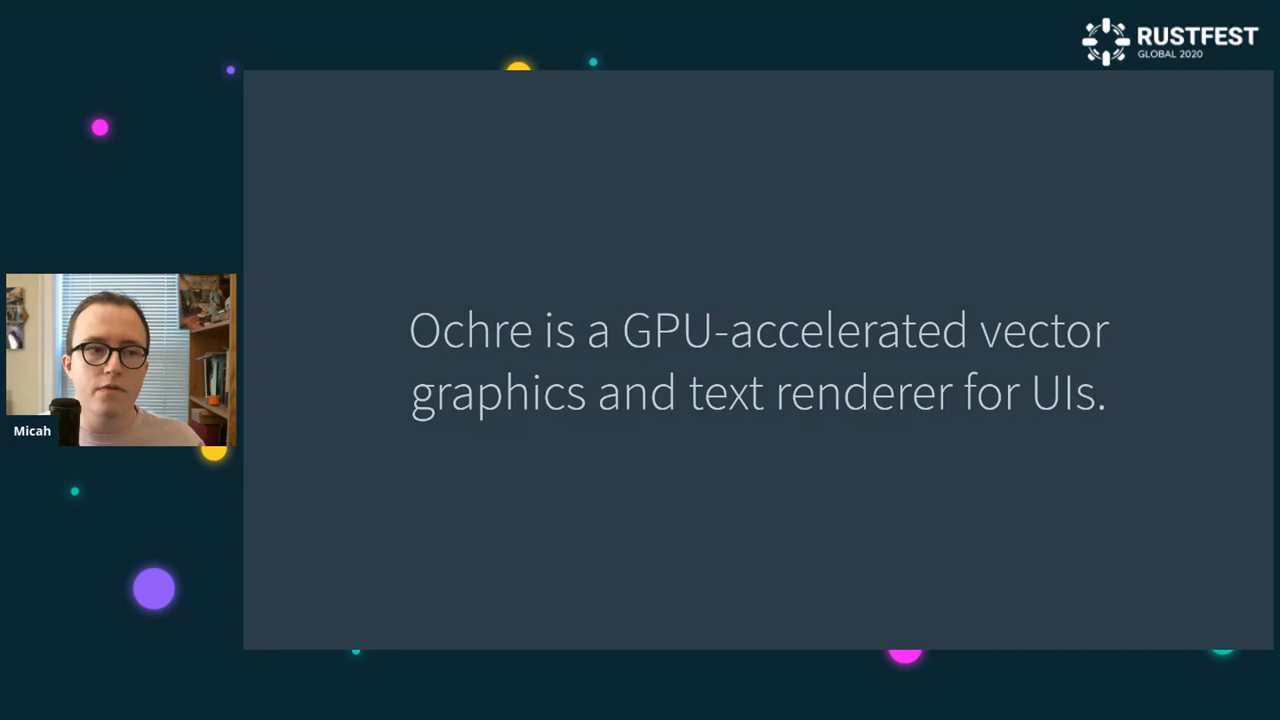 RUSTFEST
GLOBAL 2020
Ochre is a GPU-accelerated vector
graphics and text renderer for UIs.
Micah